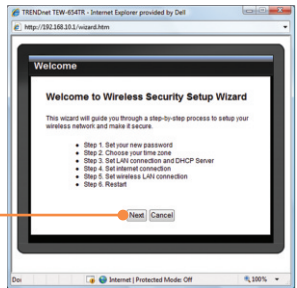 TRENDnet TEW-654TR - Internet Explorer provided by Dell
http://192.168.10.1/wizard.htm
Welcome
Welcome to Wireless Security Setup Wizard
This wizard will guide you through a step-by-step process to setup your
wireless network and make it secure.
Step 1. Set your new password
Step 2. Choose your time zone
Step 3. Set LAN connection and DHCP Server
Step 4. Set internet connection
Step 5. Set wireless LAN connection
Step 6. Restart
Next Cancel
Internet | Protected Mode: Off 100%